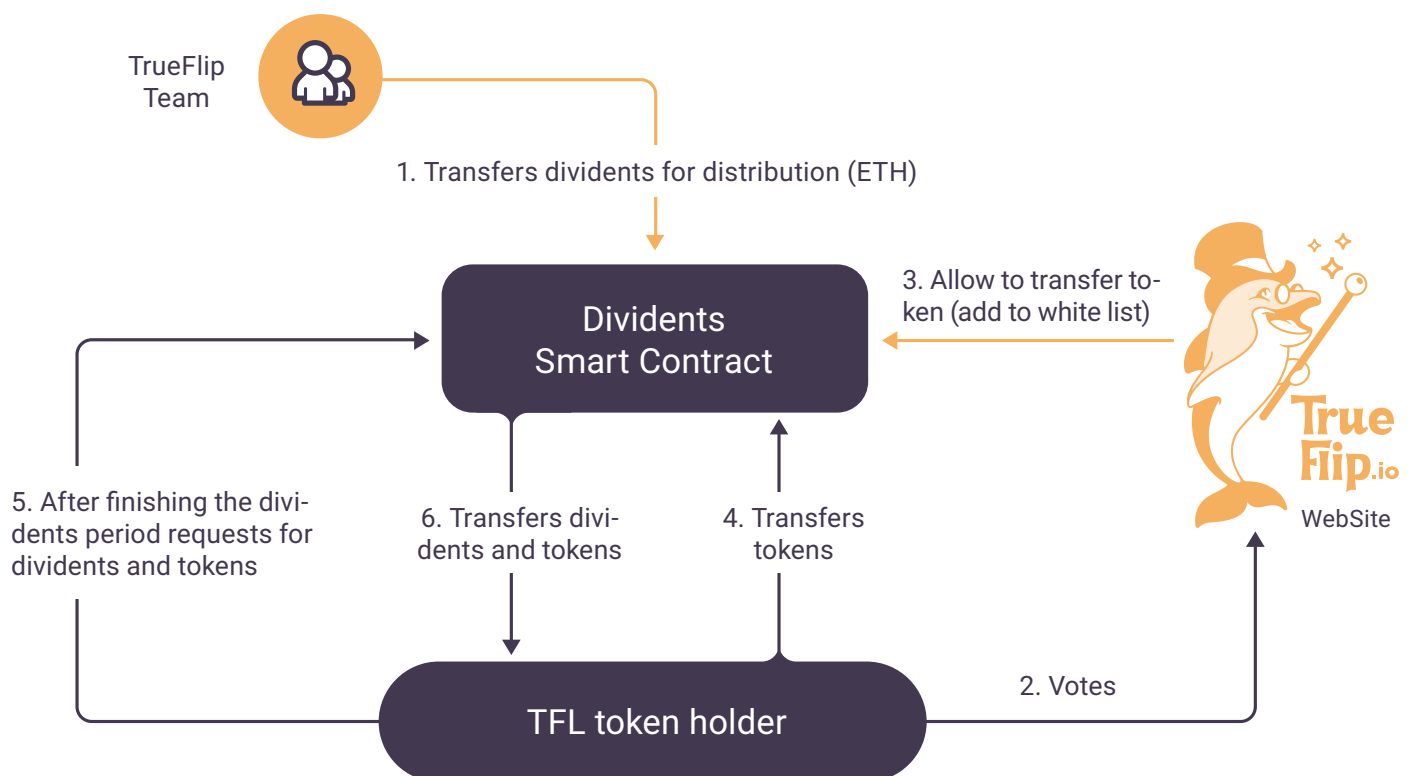 TrueFlip
Team
1. Transfers dividents for distribution (ETH)
Dividents
Smart Contract
3. Allow to transfer to-
ken (add to white list)
True
Flip.io
WebSite
5. After finishing the divi-
dents period requests for
dividents and tokens
6. Transfers divi-
dents and tokens
4. Transfers
tokens
2. Votes
TFL token holder